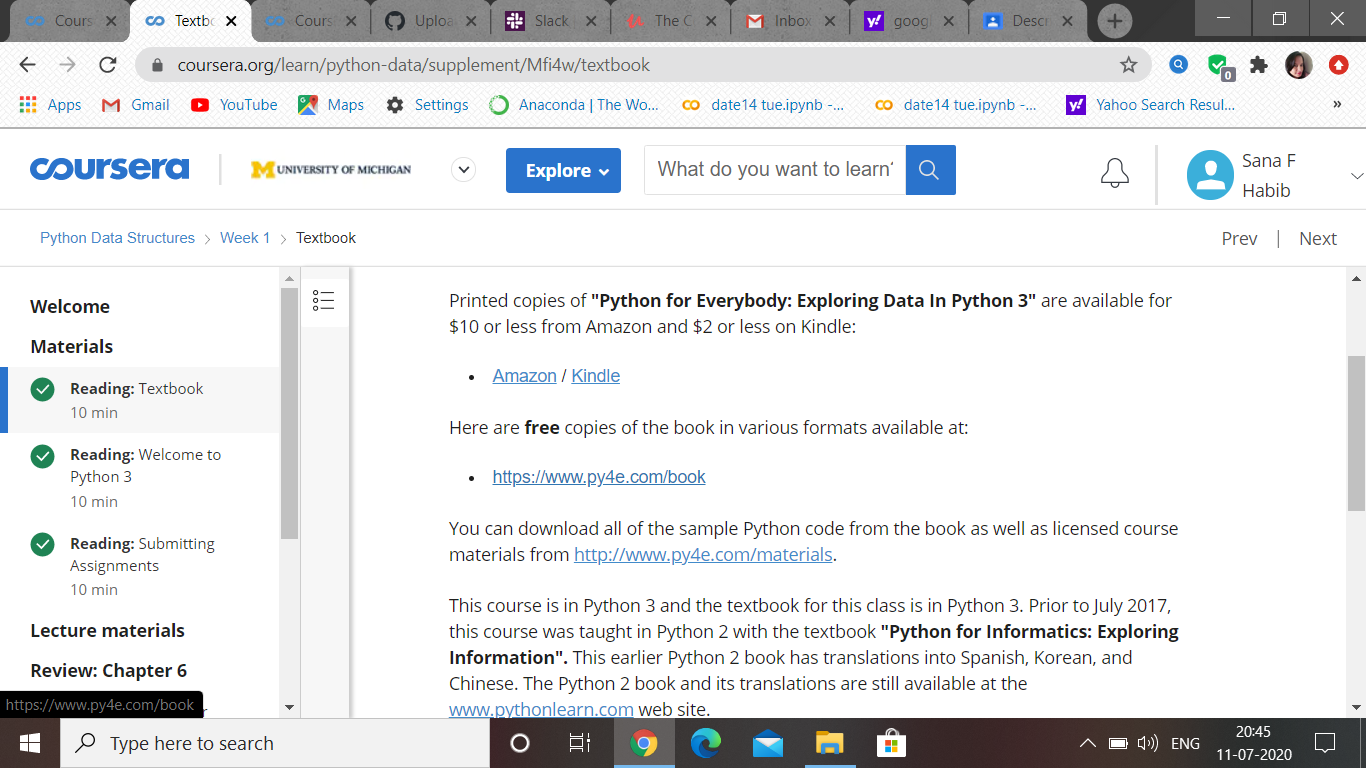 Cours
Textb
Cours
Uploa
Slack
The C
Inbox
googl
Descr
coursera.org/learn/python-data/supplement/Mfi4w/textbook
0
Apps
Gmail
YouTube
Maps
Settings
Anaconda | The Wo...
date14 tue.ipynb -...
date14 tue.ipynb -...
Yahoo Search Resul...
»
coursera
M UNIVERSITY OF MICHIGAN
Explore
What do you want to learn?
Sana F
Habib
Python Data Structures > Week 1 > Textbook
Prev | Next
Welcome
Materials
Reading: Textbook
10 min
Reading: Welcome to
Python 3
10 min
Reading: Submitting
Assignments
10 min
Lecture materials
Review: Chapter 6
https://www.py4e.com/book
Printed copies of "Python for Everybody: Exploring Data In Python 3" are available for
$10 or less from Amazon and $2 or less on Kindle:
• Amazon / Kindle
Here are free copies of the book in various formats available at:
• https://www.py4e.com/book
You can download all of the sample Python code from the book as well as licensed course
materials from http://www.py4e.com/materials.
This course is in Python 3 and the textbook for this class is in Python 3. Prior to July 2017,
this course was taught in Python 2 with the textbook "Python for Informatics: Exploring
Information". This earlier Python 2 book has translations into Spanish, Korean, and
Chinese. The Python 2 book and its translations are still available at the
www.pythonlearn.com web site.
Type here to search
ENG
20:45
11-07-2020